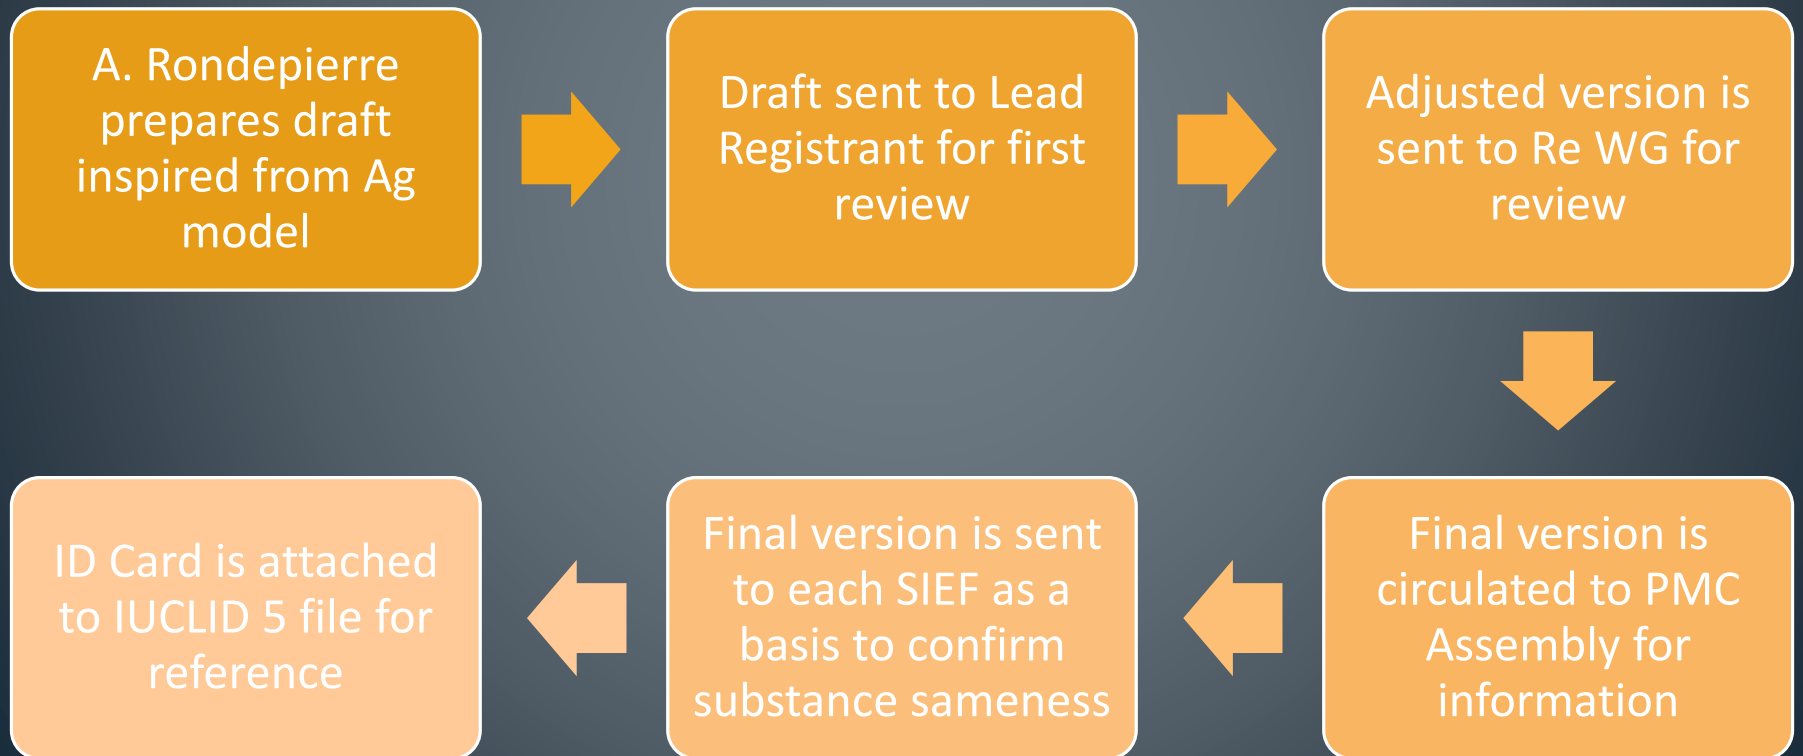 A. Rondepierre
prepares draft
inspired from Ag
model
Draft sent to Lead
Registrant for first
review
Adjusted version is
sent to Re WG for
review
Final version is
circulated to PMC
Assembly for
information
Final version is sent
to each SIEF as a
basis to confirm
substance sameness
ID Card is attached
to IUCLID 5 file for
reference